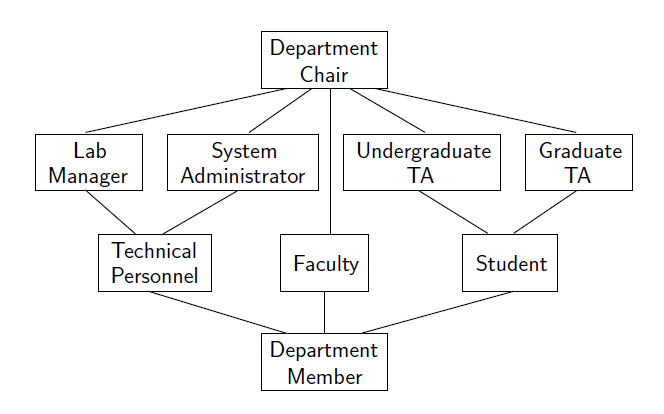 Department
Chair
Lab
Manager
System
Administrator
Undergraduate
TA
Graduate
TA
Technical
Personnel
Faculty
Student
Department
Member